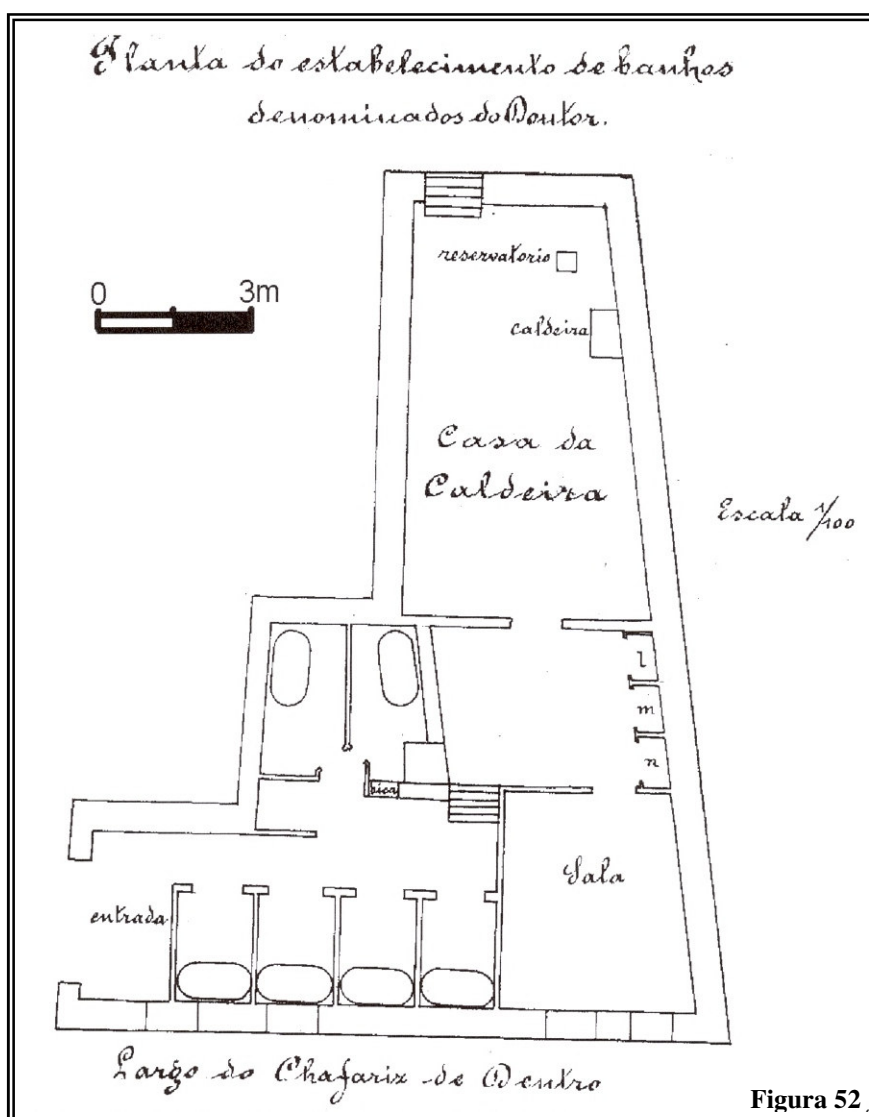 Planta do estabelecimento de banhos
denominados do Doutor.
reservatorio
0 3m
caldeira
Casa da
Caldeira
Escala 1/100
l
m
n
bica
Sala
entrada
Largo do Chafariz de Dentro
Figura 52